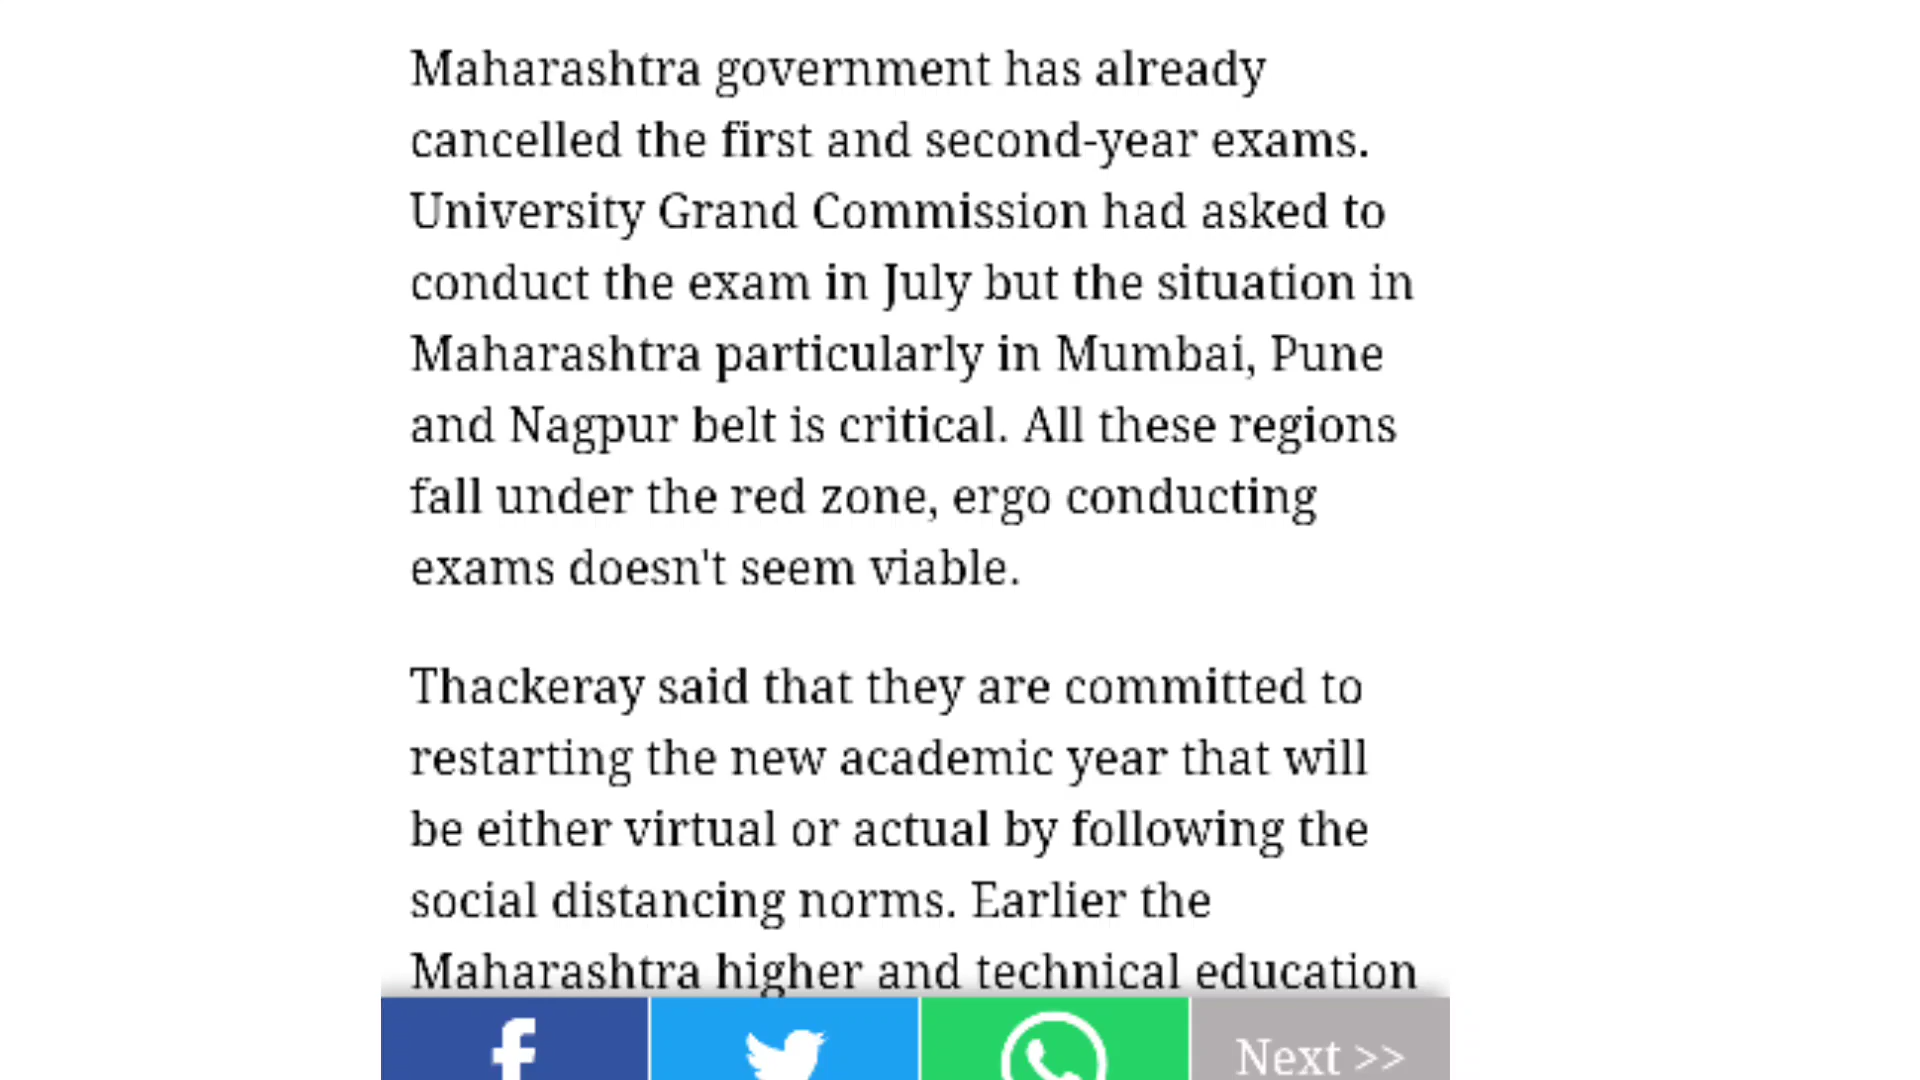 Maharashtra government has already
cancelled the first and second-year exams.
University Grand Commission had asked to
conduct the exam in July but the situation in
Maharashtra particularly in Mumbai, Pune
and Nagpur belt is critical. All these regions
fall under the red zone, ergo conducting
exams doesn't seem viable.
Thackeray said that they are committed to
restarting the new academic year that will
be either virtual or actual by following the
social distancing norms. Earlier the
Maharashtra higher and technical education
Next >>